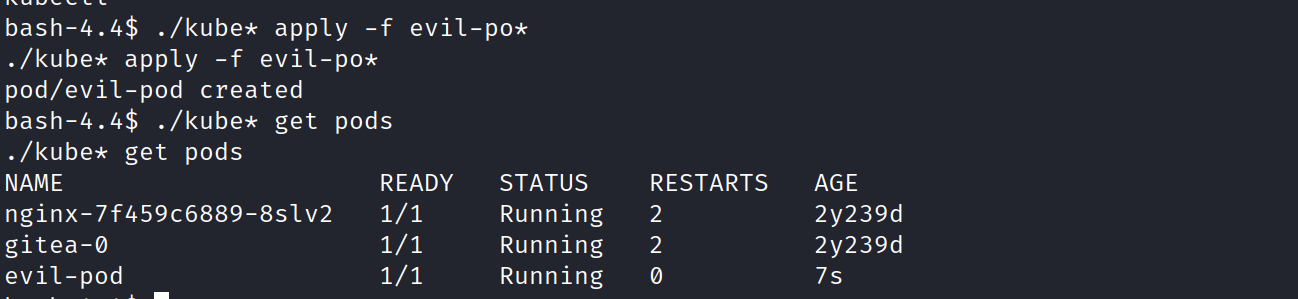 kubectl
bash-4.4$ ./kube* apply -f evil-po*
./kube* apply -f evil-po*
pod/evil-pod created
bash-4.4$ ./kube* get pods
./kube* get pods
NAME READY STATUS RESTARTS AGE
nginx-7f459c6889-8slv2 1/1 Running 2 2y239d
gitea-0 1/1 Running 2 2y239d
evil-pod 1/1 Running 0 7s